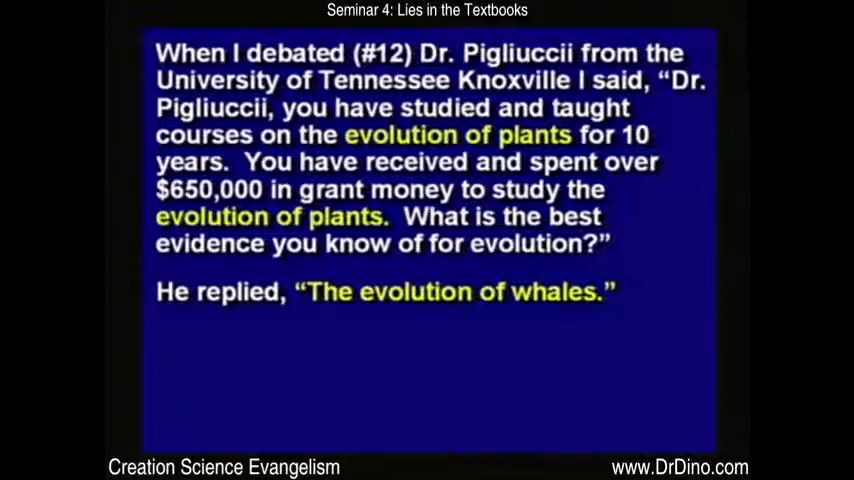 Seminar 4: Lies in the Textbooks
When I debated (#12) Dr. Pigliuccii from the
University of Tennessee Knoxville I said, “Dr.
Pigliuccii, you have studied and taught
courses on the evolution of plants for 10
years.  You have received and spent over
$650,000 in grant money to study the
evolution of plants.  What is the best
evidence you know of for evolution?”
He replied, “The evolution of whales.”
Creation Science Evangelism
www.DrDino.com